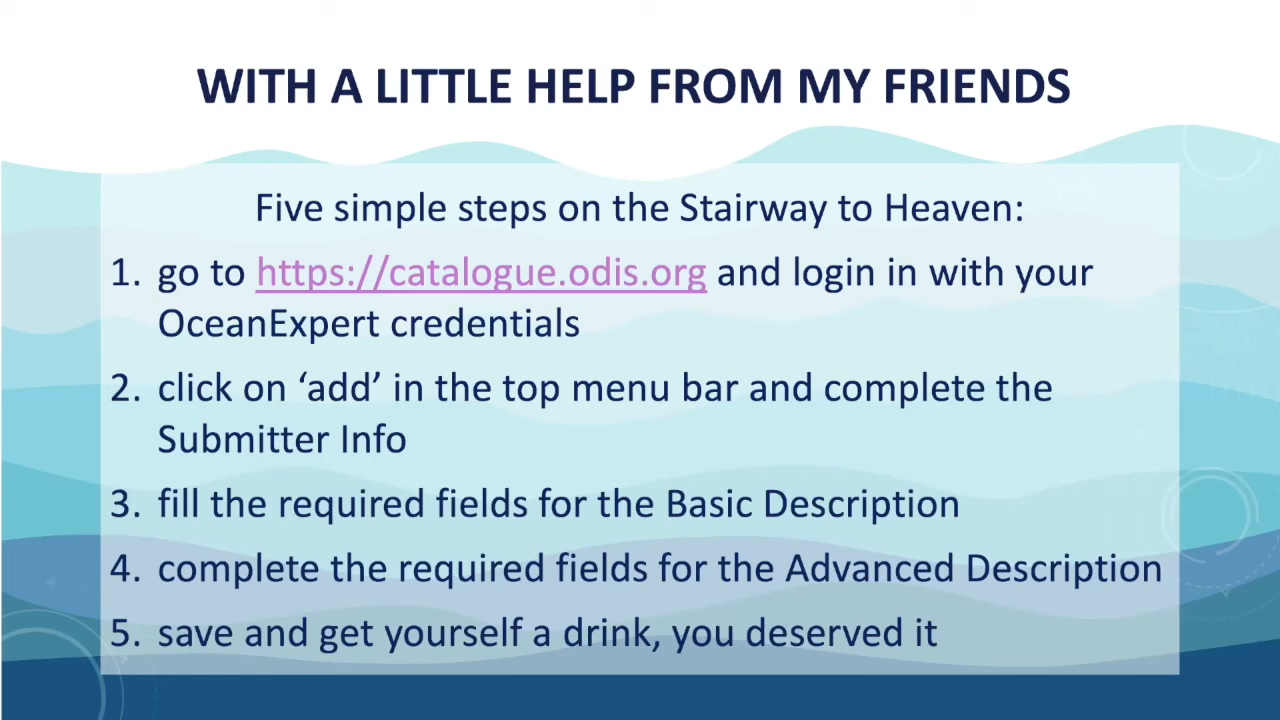 WITH A LITTLE HELP FROM MY FRIENDS
Five simple steps on the Stairway to Heaven:
1. go to https://catalogue.odis.org and login in with your
OceanExpert credentials
2. click on ‘add’ in the top menu bar and complete the
Submitter Info
3. fill the required fields for the Basic Description
4. complete the required fields for the Advanced Description
5. save and get yourself a drink, you deserved it